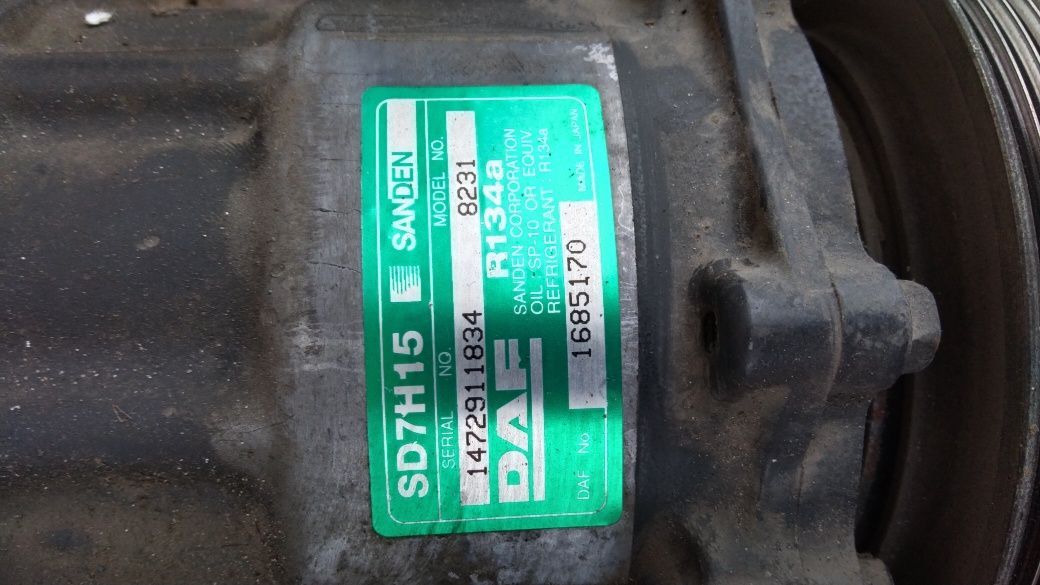 SD7H15 SANDEN
SERIAL NO. MODEL NO.
1472911834 8231
DAF R134a
SANDEN CORPORATION
OIL : SP-10 OR EQUIV
REFRIGERANT : R134a
DAF No 1685170 MADE IN JAPAN